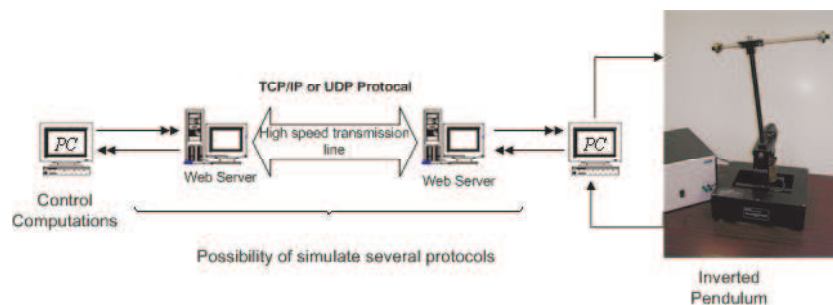 TCP/IP or UDP Protocal
PC
High speed transmission
line
PC
Web Server
Web Server
Control
Computations
Possibility of simulate several protocols
Inverted
Pendulum